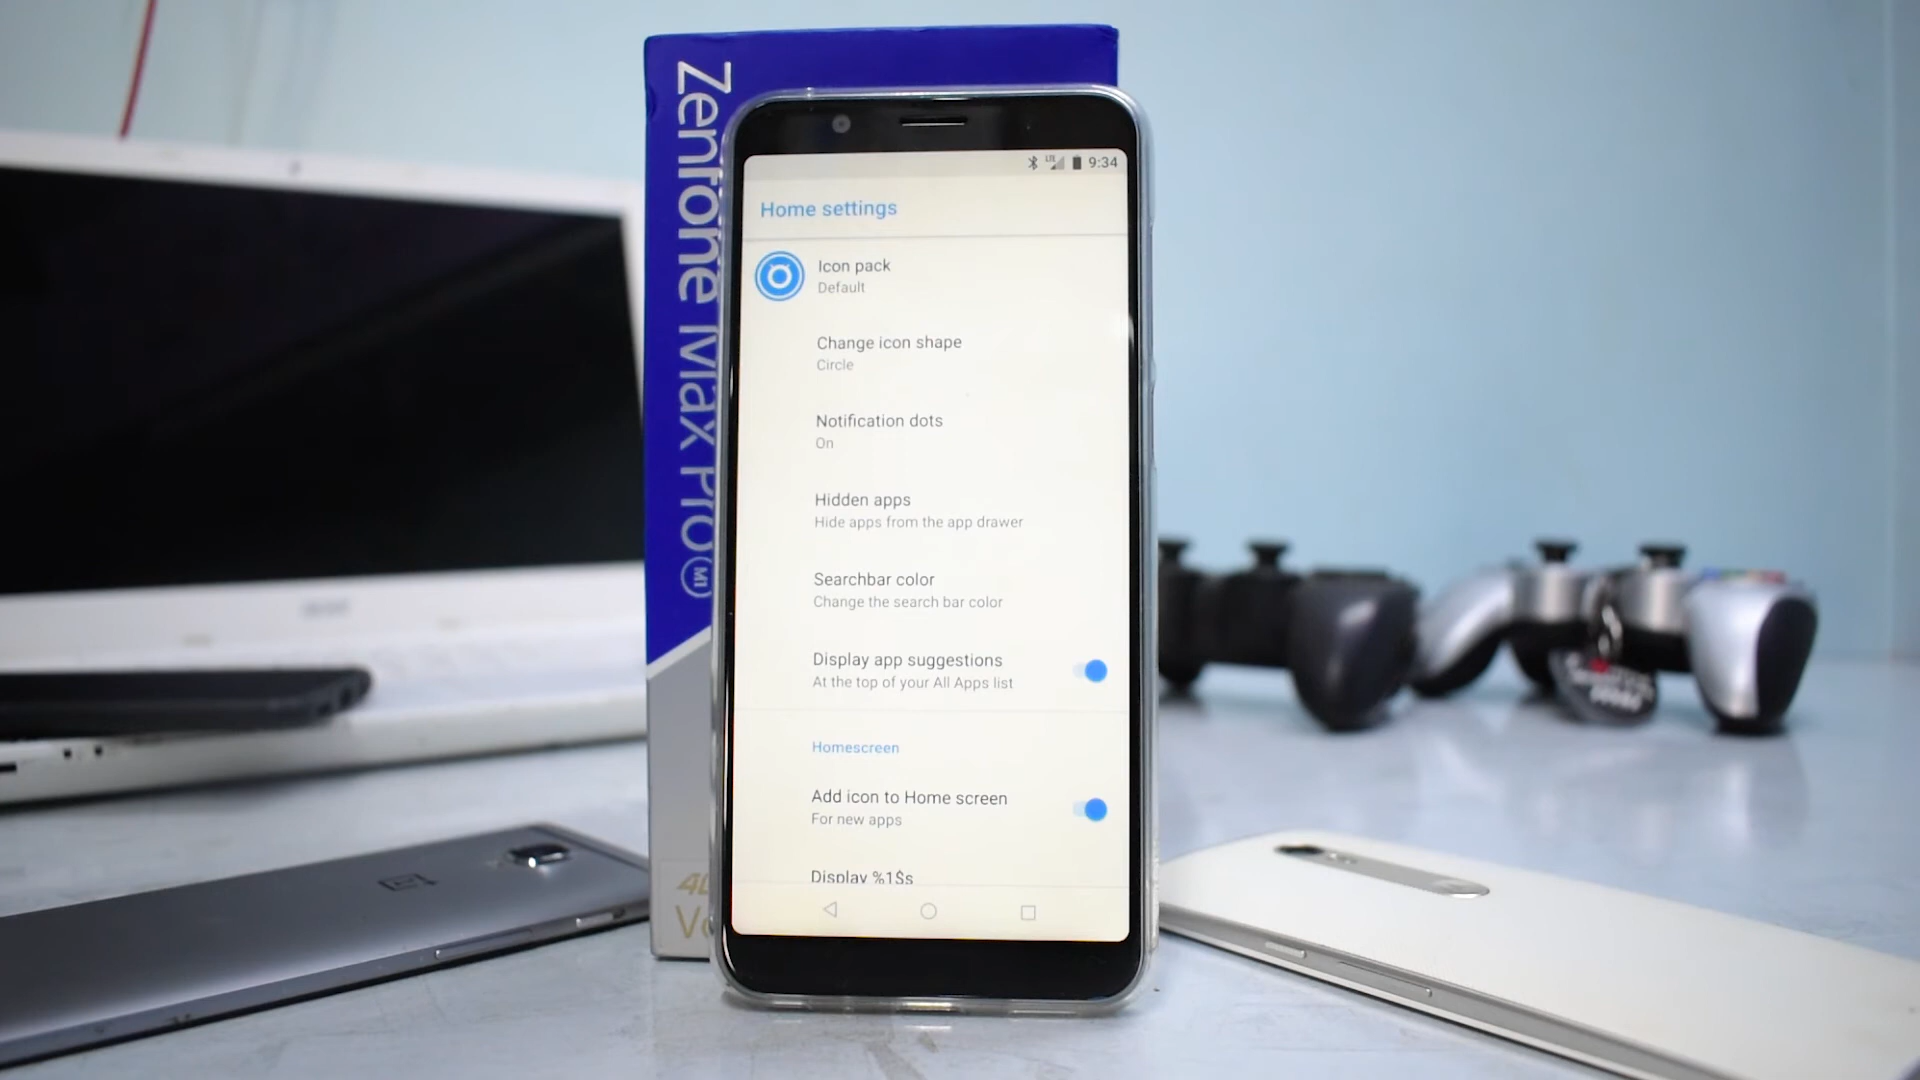 Zenfone Max Pro M1
9:34
Home settings
Icon pack
Default
Change icon shape
Circle
Notification dots
On
Hidden apps
Hide apps from the app drawer
Searchbar color
Change the search bar color
Display app suggestions
At the top of your All Apps list
Homescreen
Add icon to Home screen
For new apps
Display %1$s